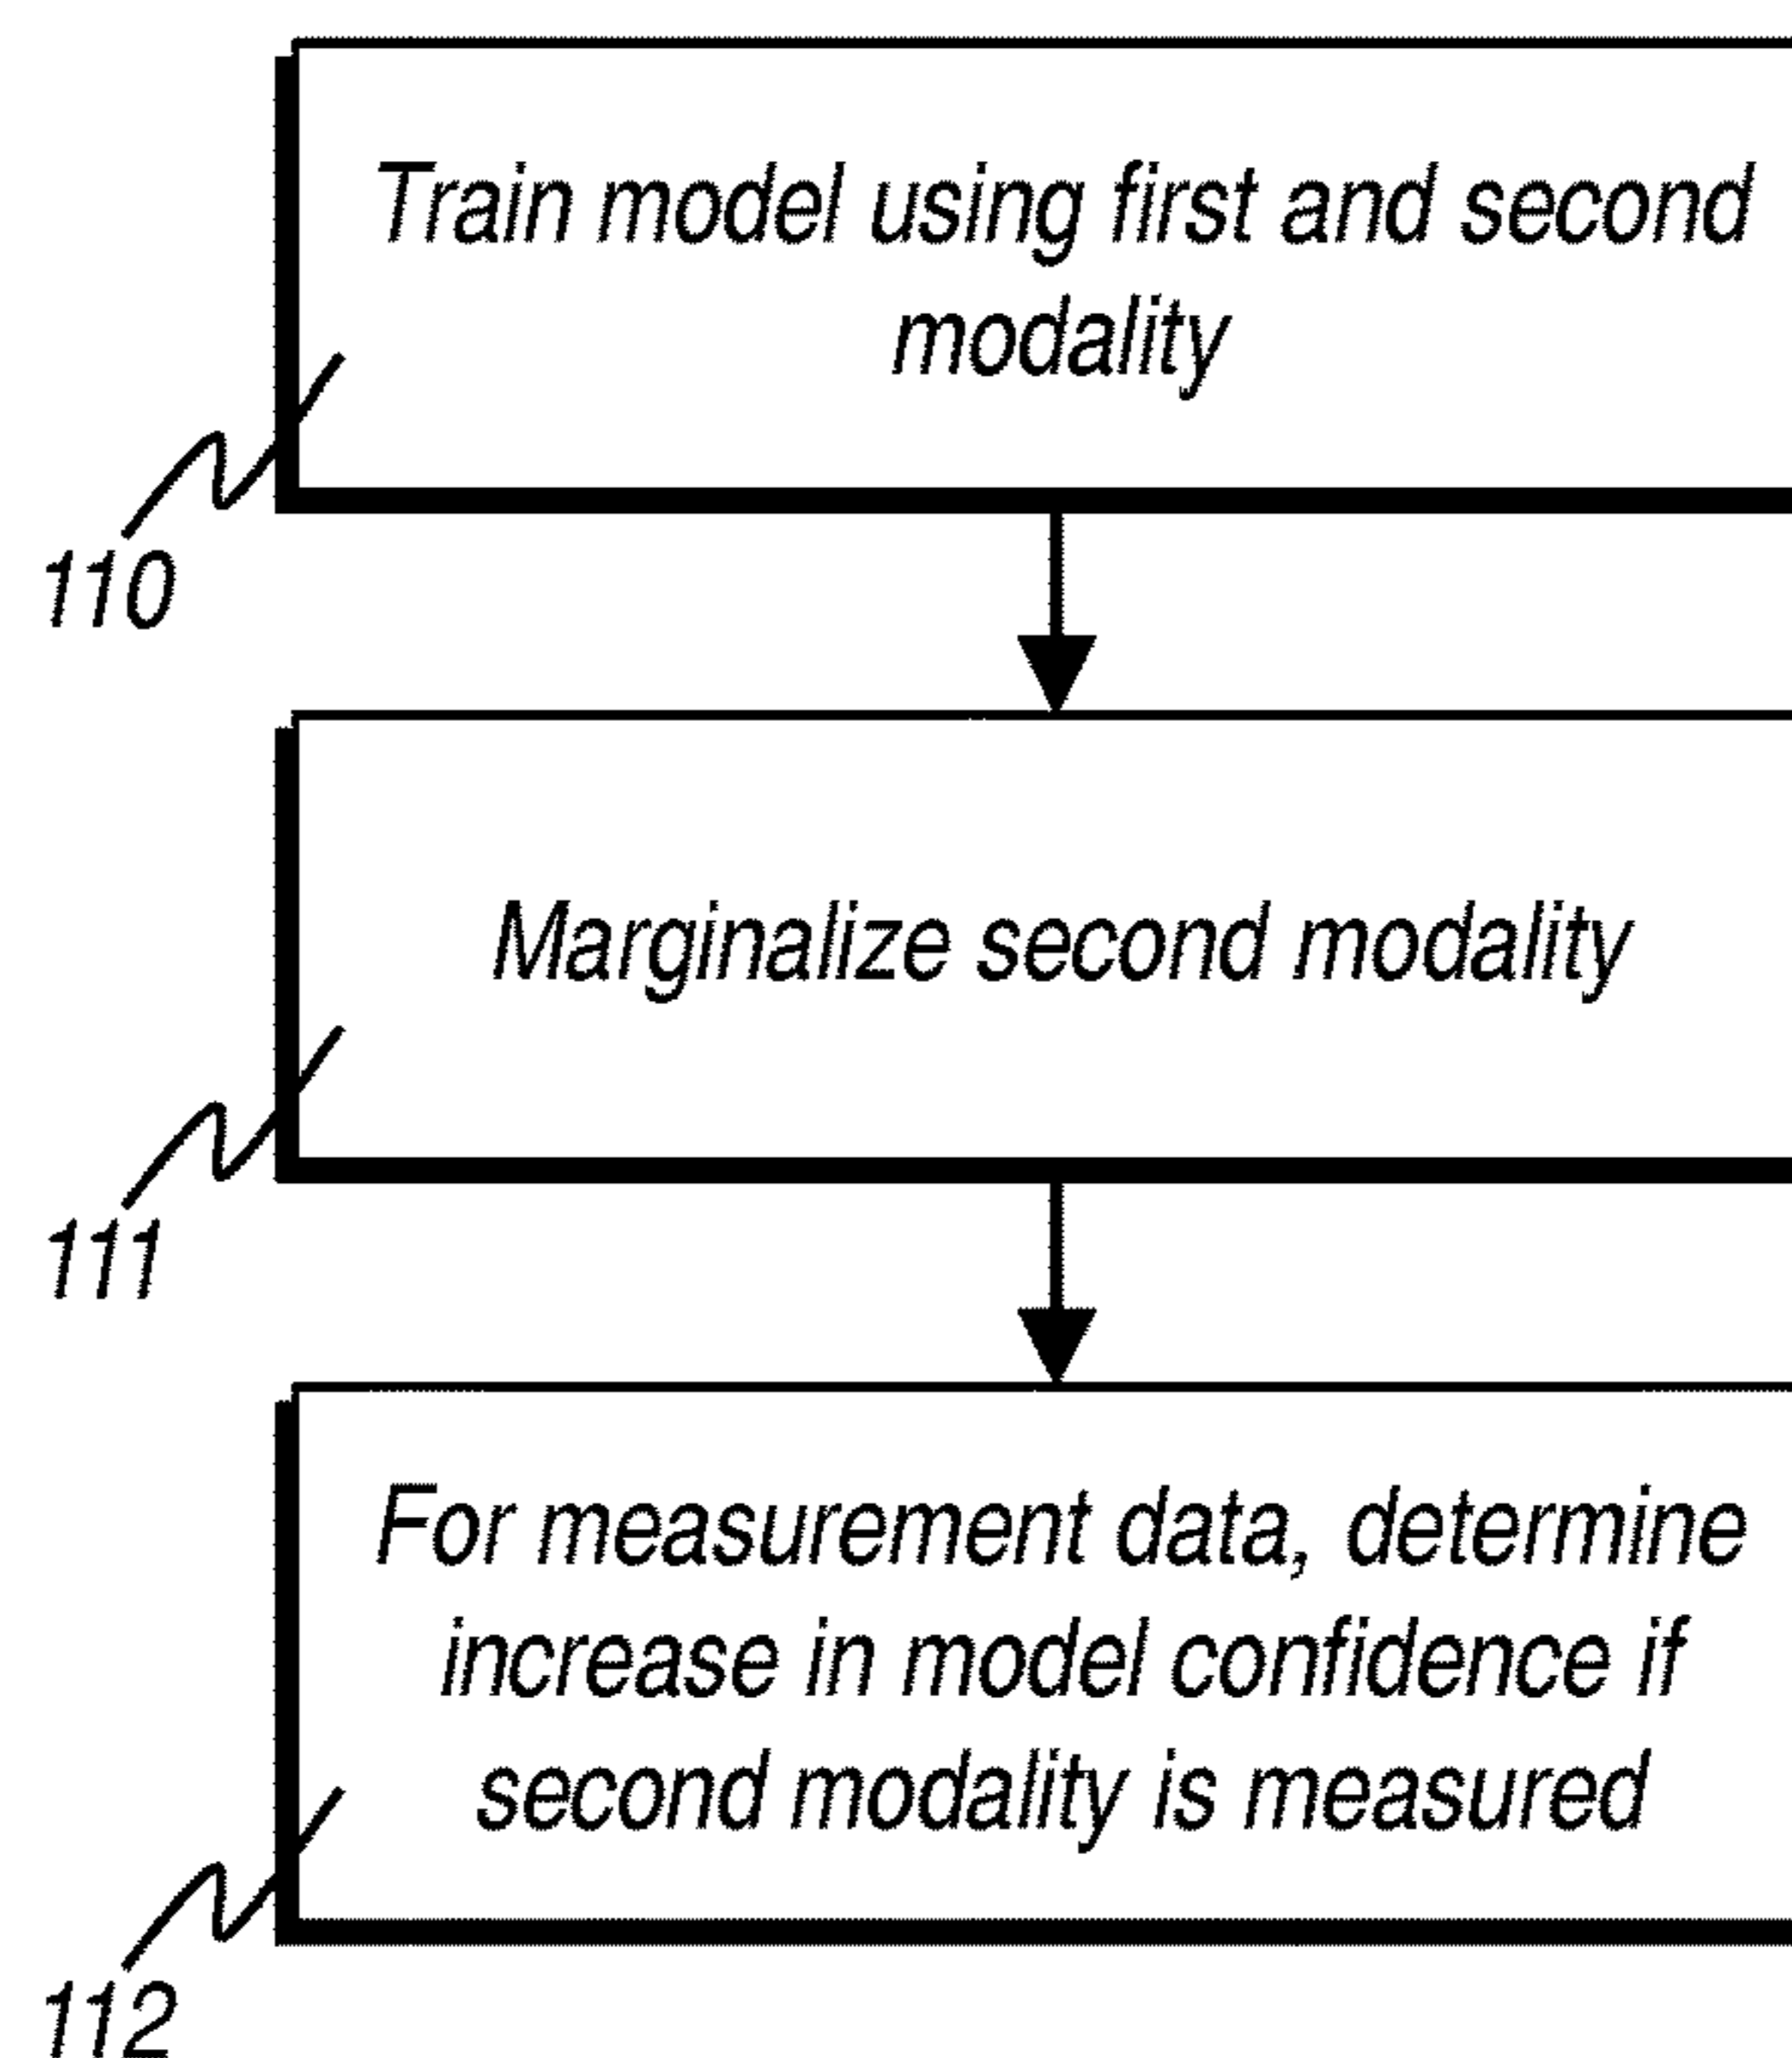 Train model using first and second
modality
110
Marginalize second modality
111
For measurement data, determine
increase in model confidence if
second modality is measured
112